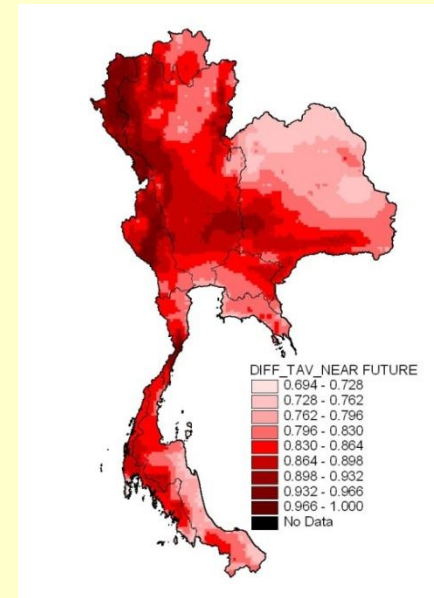 DIFF_TAV_NEAR FUTURE
0.694 - 0.728
0.728 - 0.762
0.762 - 0.796
0.796 - 0.830
0.830 - 0.864
0.864 - 0.898
0.898 - 0.932
0.932 - 0.966
0.966 - 1.000
No Data